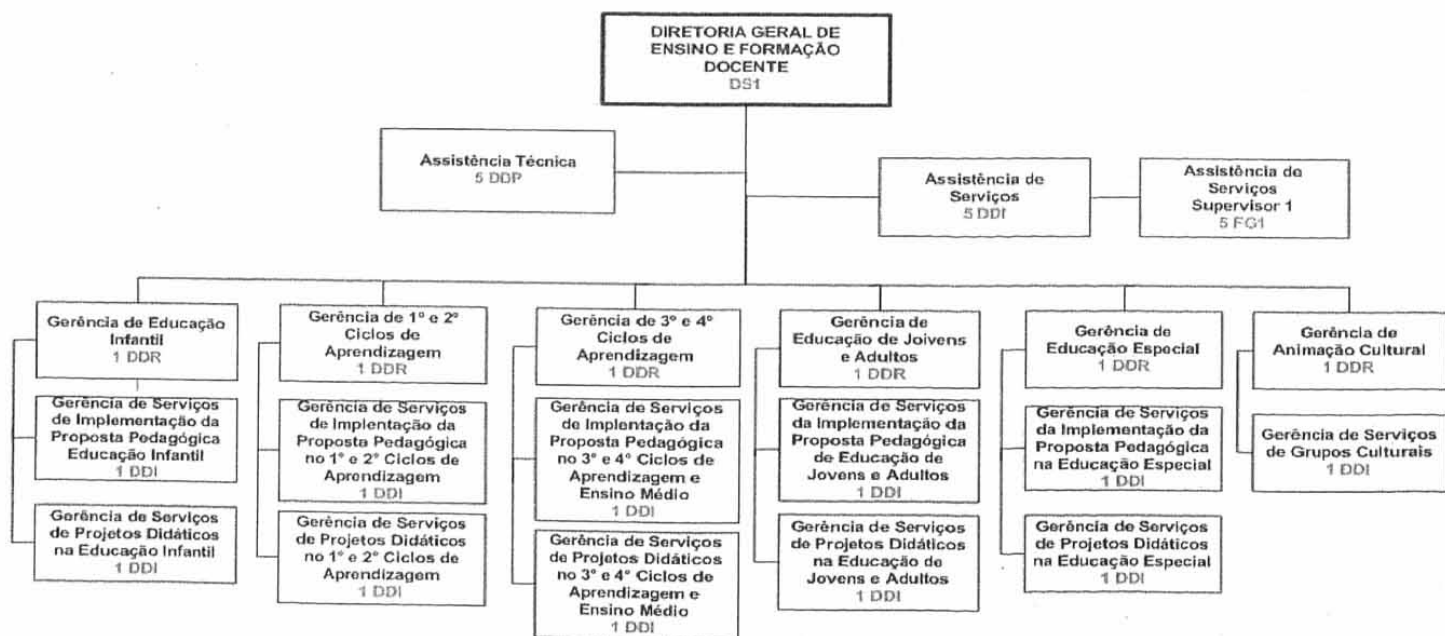 DIRETORIA GERAL DE
ENSINO E FORMAÇÃO
DOCENTE
DS1
Assistência Técnica
5 DDP
Assistência de
Serviços
5 DDI
Assistência de
Serviços
Supervisor 1
5 FG1
Gerência de Educação
Infantil
1 DDR
Gerência de 1º e 2º
Ciclos de
Aprendizagem
1 DDR
Gerência de 3º e 4º
Ciclos de
Aprendizagem
1 DDR
Gerência de
Educação de Joivens
e Adultos
1 DDR
Gerência de
Educação Especial
1 DDR
Gerência de
Animação Cultural
1 DDR
Gerência de Serviços
de Implementação da
Proposta Pedagógica
Educação Infantil
1 DDI
Gerência de Serviços
de Implentação da
Proposta Pedagógica
no 1º e 2º Ciclos de
Aprendizagem
1 DDI
Gerência de Serviços
de Implentação da
Proposta Pedagógica
no 3º e 4º Ciclos de
Aprendizagem e
Ensino Médio
1 DDI
Gerência de Serviços
da Implementação da
Proposta Pedagógica
de Educação de
Jovens e Adultos
1 DDI
Gerência de Serviços
da Implementação da
Proposta Pedagógica
na Educação Especial
1 DDI
Gerência de Serviços
de Grupos Culturais
1 DDI
Gerência de Serviços
de Projetos Didáticos
na Educação Infantil
1 DDI
Gerência de Serviços
de Projetos Didáticos
no 1º e 2º Ciclos de
Aprendizagem
1 DDI
Gerência de Serviços
de Projetos Didáticos
no 3º e 4º Ciclos de
Aprendizagem e
Ensino Médio
1 DDI
Gerência de Serviços
de Projetos Didáticos
na Educação de
Jovens e Adultos
1 DDI
Gerência de Serviços
de Projetos Didáticos
na Educação Especial
1 DDI